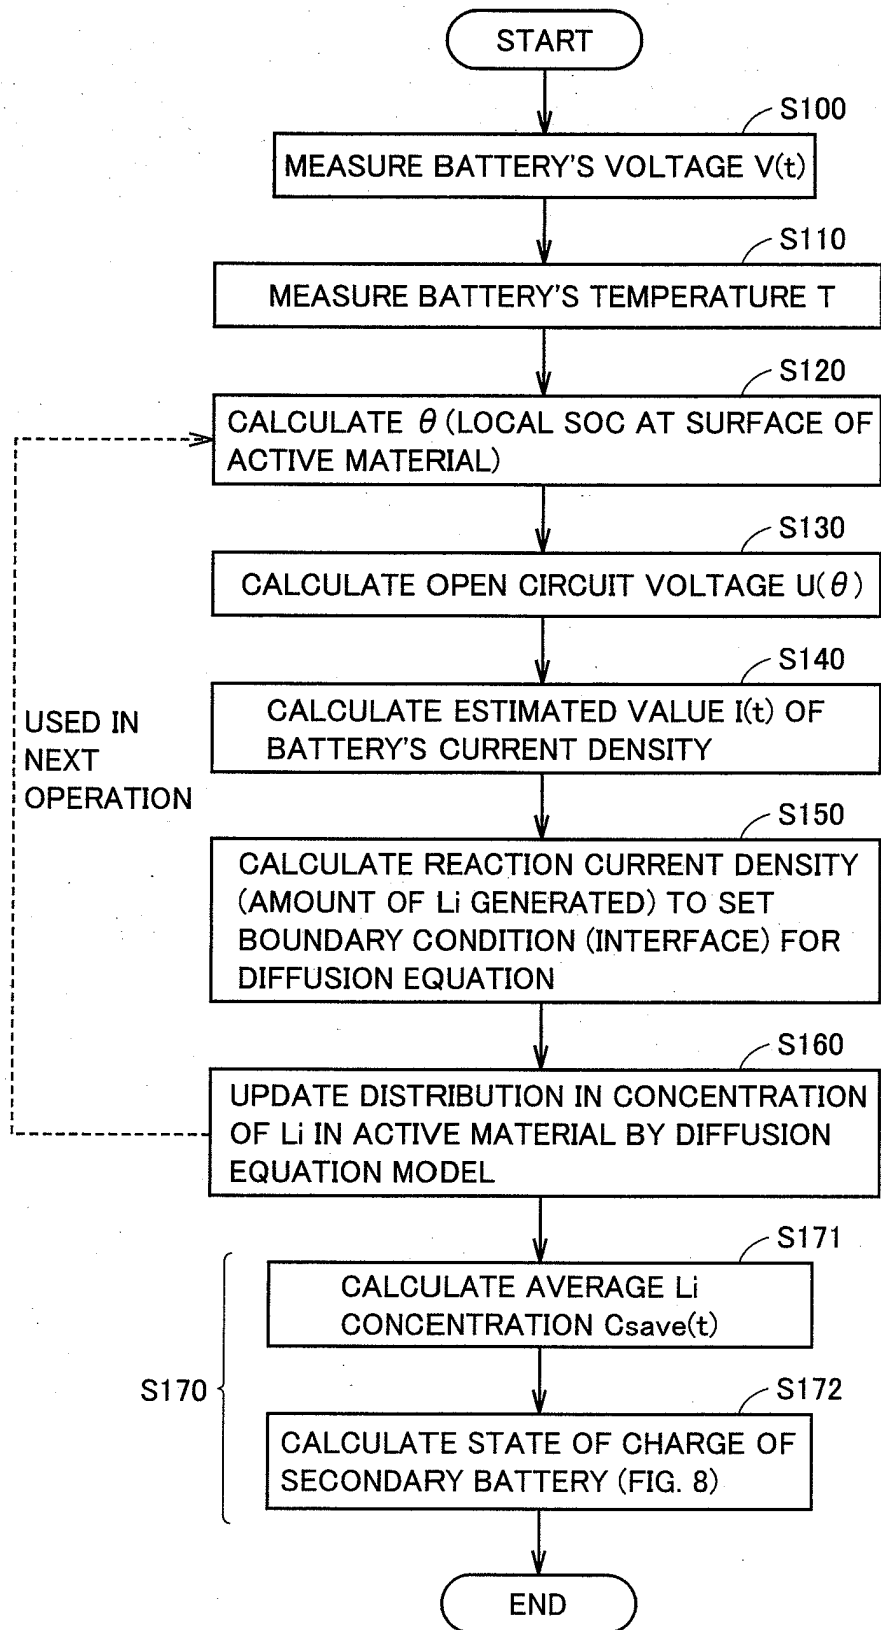 START
S100
MEASURE BATTERY'S VOLTAGE V(t)
S110
MEASURE BATTERY'S TEMPERATURE T
S120
CALCULATE θ (LOCAL SOC AT SURFACE OF
ACTIVE MATERIAL)
S130
CALCULATE OPEN CIRCUIT VOLTAGE U(θ)
S140
CALCULATE ESTIMATED VALUE I(t) OF
BATTERY'S CURRENT DENSITY
USED IN
NEXT
OPERATION
S150
CALCULATE REACTION CURRENT DENSITY
(AMOUNT OF Li GENERATED) TO SET
BOUNDARY CONDITION (INTERFACE) FOR
DIFFUSION EQUATION
S160
UPDATE DISTRIBUTION IN CONCENTRATION
OF Li IN ACTIVE MATERIAL BY DIFFUSION
EQUATION MODEL
S171
CALCULATE AVERAGE Li
CONCENTRATION Csave(t)
S170
S172
CALCULATE STATE OF CHARGE OF
SECONDARY BATTERY (FIG. 8)
END